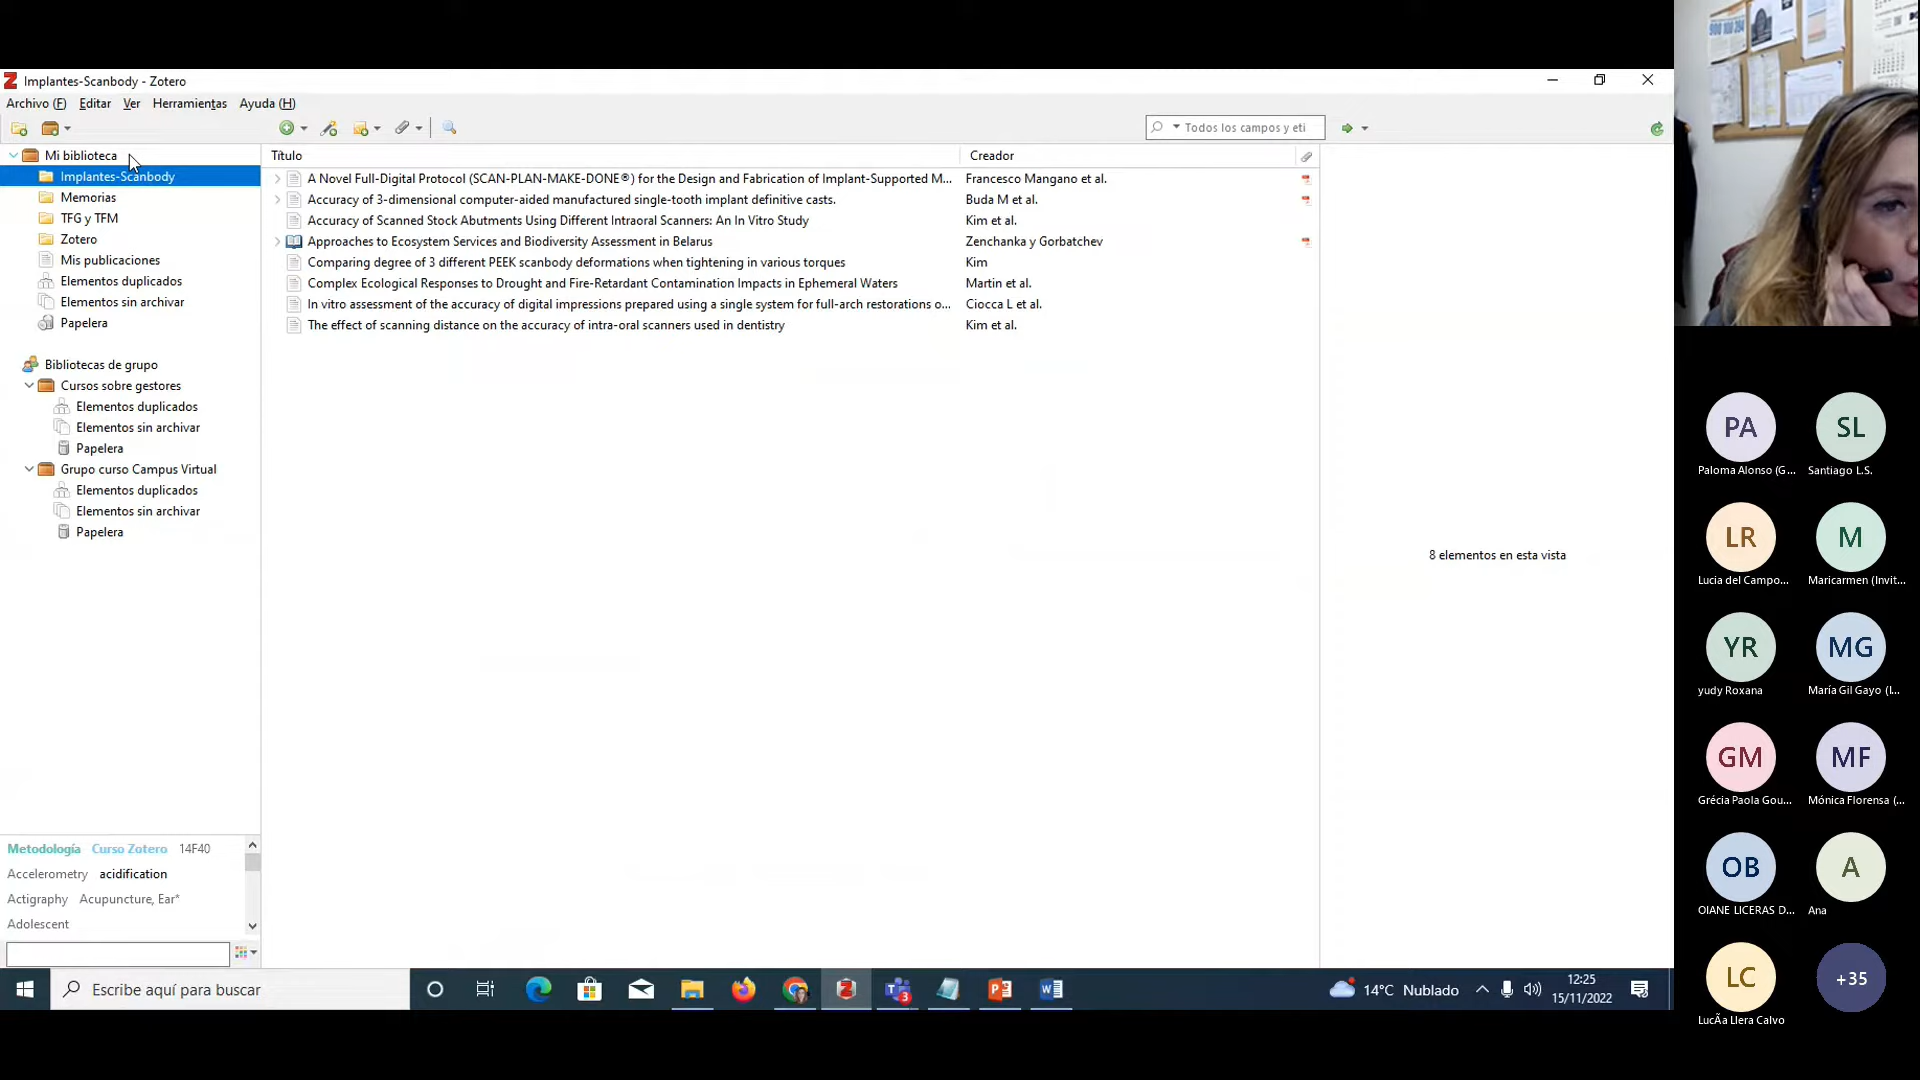 Implantes-Scanbody - Zotero
Archivo (F) Editar Ver Herramientas Ayuda (H)
Todos los campos y eti
Mi biblioteca
Implantes-Scanbody
Memorias
TFG y TFM
Zotero
Mis publicaciones
Elementos duplicados
Elementos sin archivar
Papelera
Bibliotecas de grupo
Cursos sobre gestores
Elementos duplicados
Elementos sin archivar
Papelera
Grupo curso Campus Virtual
Elementos duplicados
Elementos sin archivar
Papelera
Metodología Curso Zotero 14F40
Accelerometry acidification
Actigraphy Acupuncture, Ear*
Adolescent
Título Creador
A Novel Full-Digital Protocol (SCAN-PLAN-MAKE-DONE®) for the Design and Fabrication of Implant-Supported M... Francesco Mangano et al.
Accuracy of 3-dimensional computer-aided manufactured single-tooth implant definitive casts. Buda M et al.
Accuracy of Scanned Stock Abutments Using Different Intraoral Scanners: An In Vitro Study Kim et al.
Approaches to Ecosystem Services and Biodiversity Assessment in Belarus Zenchanka y Gorbatchev
Comparing degree of 3 different PEEK scanbody deformations when tightening in various torques Kim
Complex Ecological Responses to Drought and Fire-Retardant Contamination Impacts in Ephemeral Waters Martin et al.
In vitro assessment of the accuracy of digital impressions prepared using a single system for full-arch restorations o... Ciocca L et al.
The effect of scanning distance on the accuracy of intra-oral scanners used in dentistry Kim et al.
8 elementos en esta vista
Escribe aquí para buscar
3
14°C Nublado
12:25
15/11/2022
PA SL
Paloma Alonso (G... Santiago L.S.
LR M
Lucia del Campo... Maricarmen (Invit...
YR MG
yudy Roxana María Gil Gayo (I...
GM MF
Grécia Paola Gou... Mónica Florensa (...
OB A
OIANE LICERAS D... Ana
LC +35
LucÃa Llera Calvo